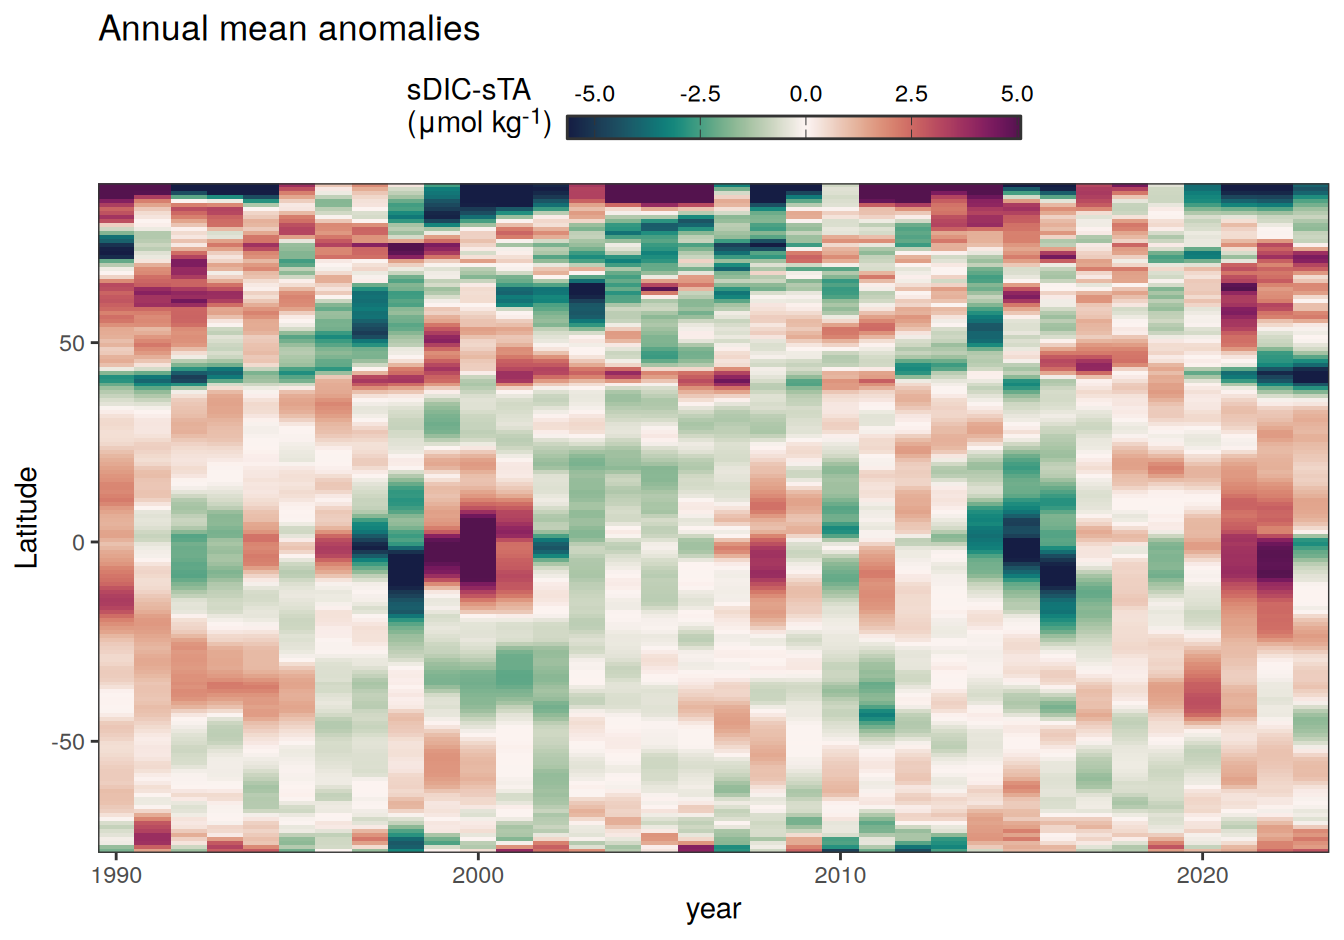 Annual mean anomalies
sDIC-sTA
(µmol kg⁻¹)
-5.0 -2.5 0.0 2.5 5.0
Latitude
50
0
-50
1990 2000 2010 2020
year